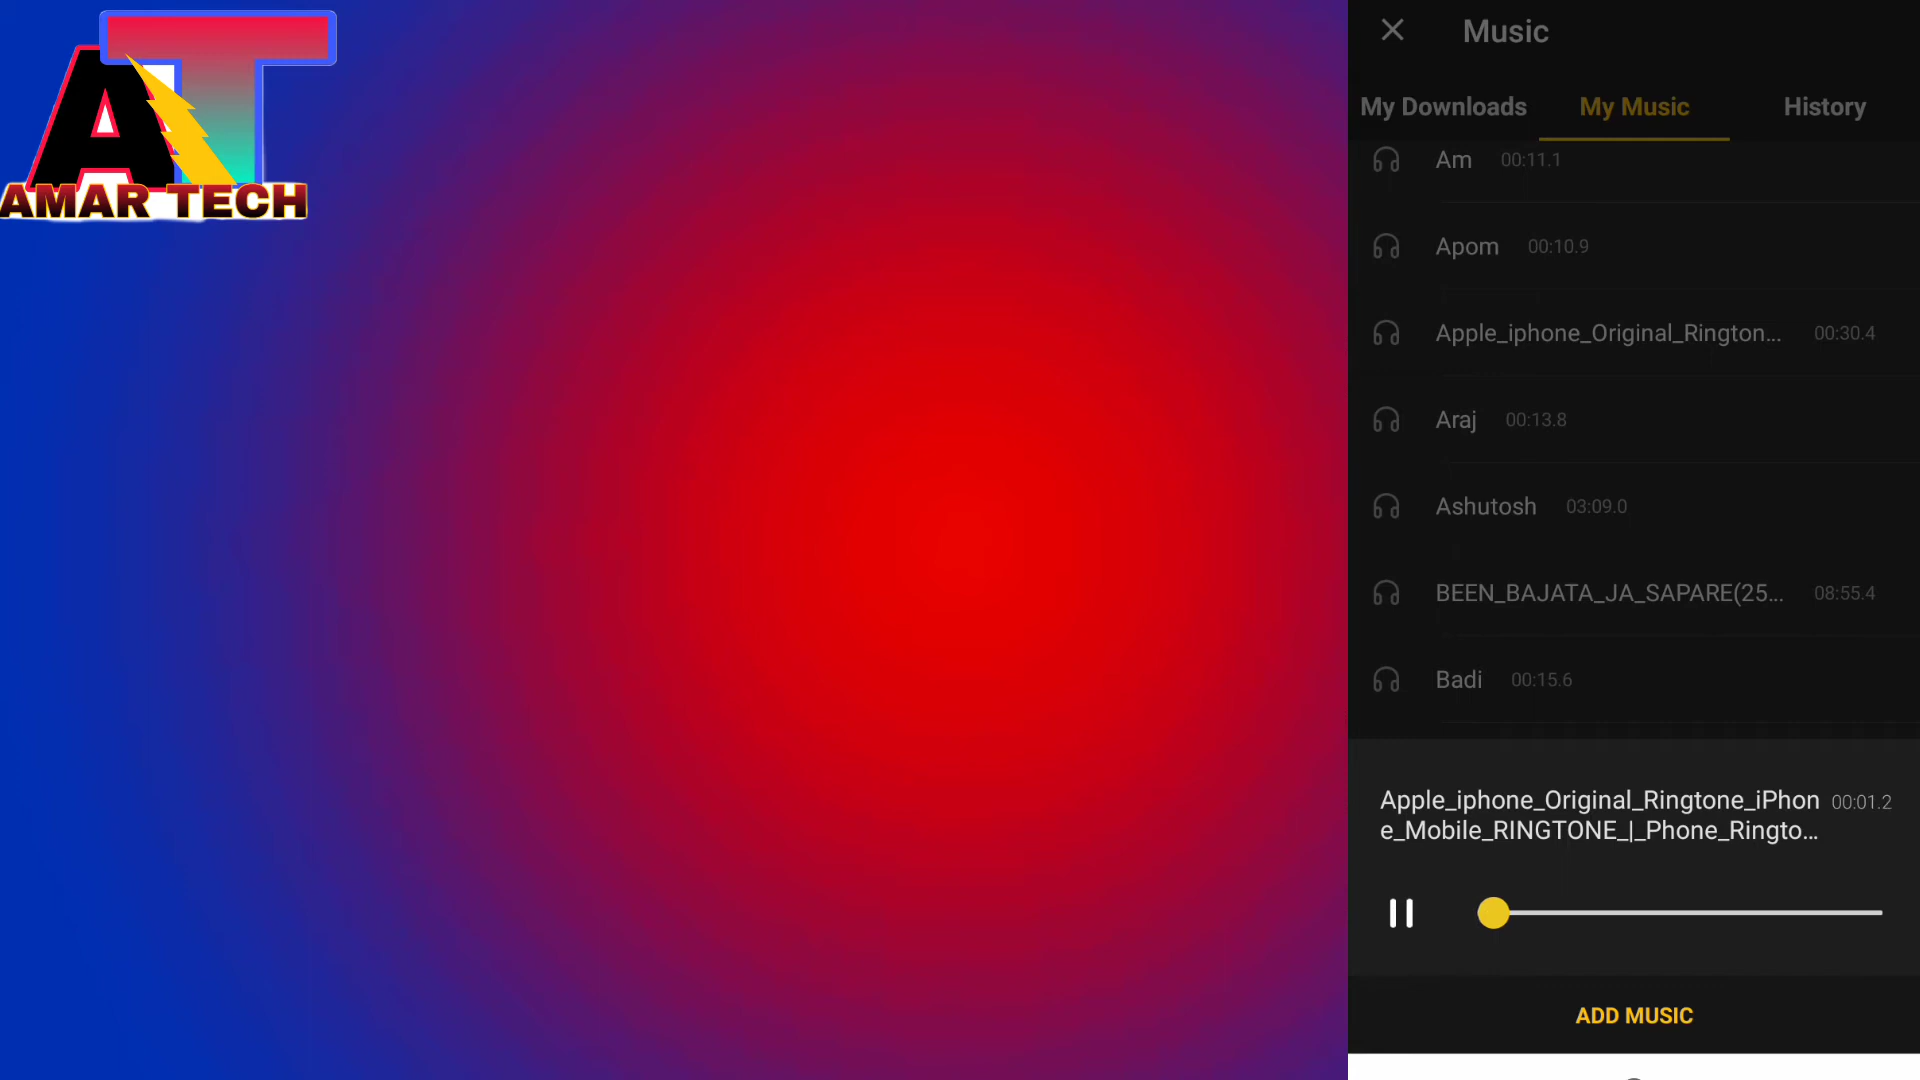 AT
AMAR TECH
Music
My Downloads My Music History
Am 00:11.1
Apom 00:10.9
Apple_iphone_Original_Rington... 00:30.4
Araj 00:13.8
Ashutosh 03:09.0
BEEN_BAJATA_JA_SAPARE(25... 08:55.4
Badi 00:15.6
Apple_iphone_Original_Ringtone_iPhon 00:01.2
e_Mobile_RINGTONE_|_Phone_Ringto...
ADD MUSIC